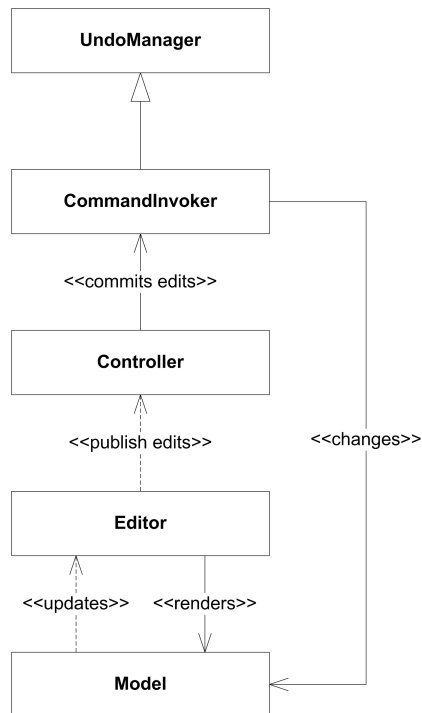 UndoManager
CommandInvoker
<<commits edits>>
Controller
<<changes>>
<<publish edits>>
Editor
<<updates>>
<<renders>>
Model